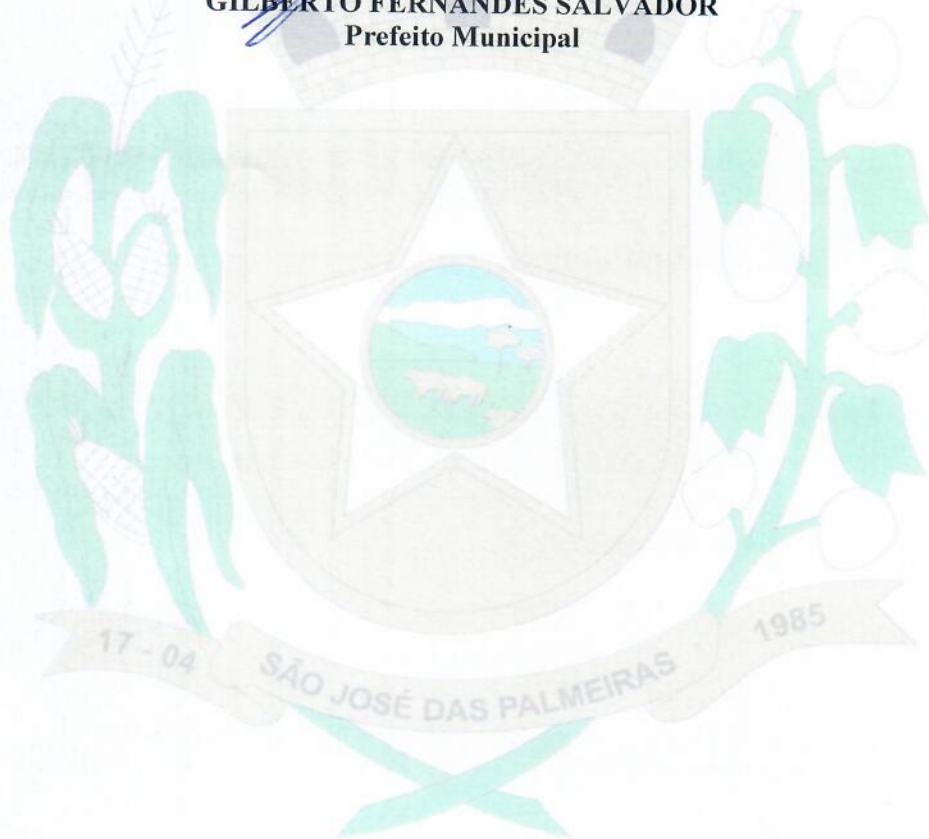 GILBERTO FERNANDES SALVADOR
Prefeito Municipal
17 - 04
SÃO JOSÉ DAS PALMEIRAS
1985